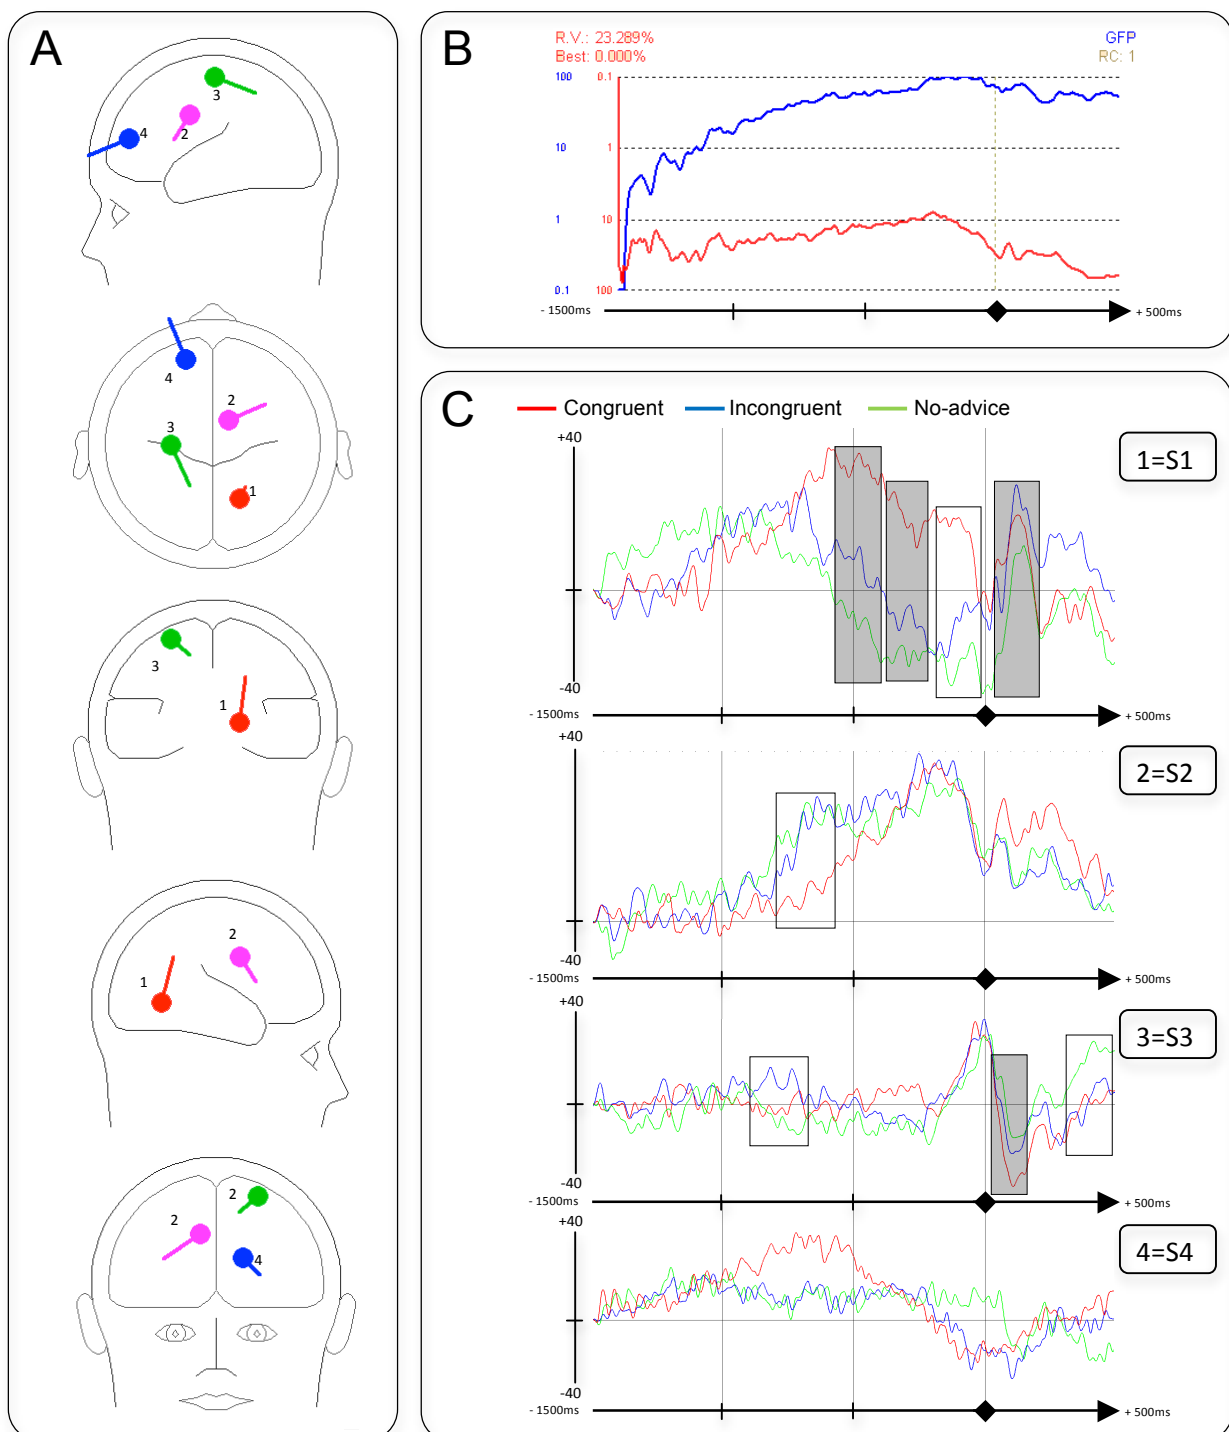 A
3
4
2
4
2
3
1
3
1
2
1
2
2
4
B
R.V.: 23.289%
Best: 0.000%
GFP
RC: 1
100 0.1
10 1
1 10
0.1 100
- 1500ms + 500ms
C
Congruent Incongruent No-advice
+40
-40
1=S1
- 1500ms + 500ms
+40
-40
2=S2
- 1500ms + 500ms
+40
-40
3=S3
- 1500ms + 500ms
+40
-40
4=S4
- 1500ms + 500ms